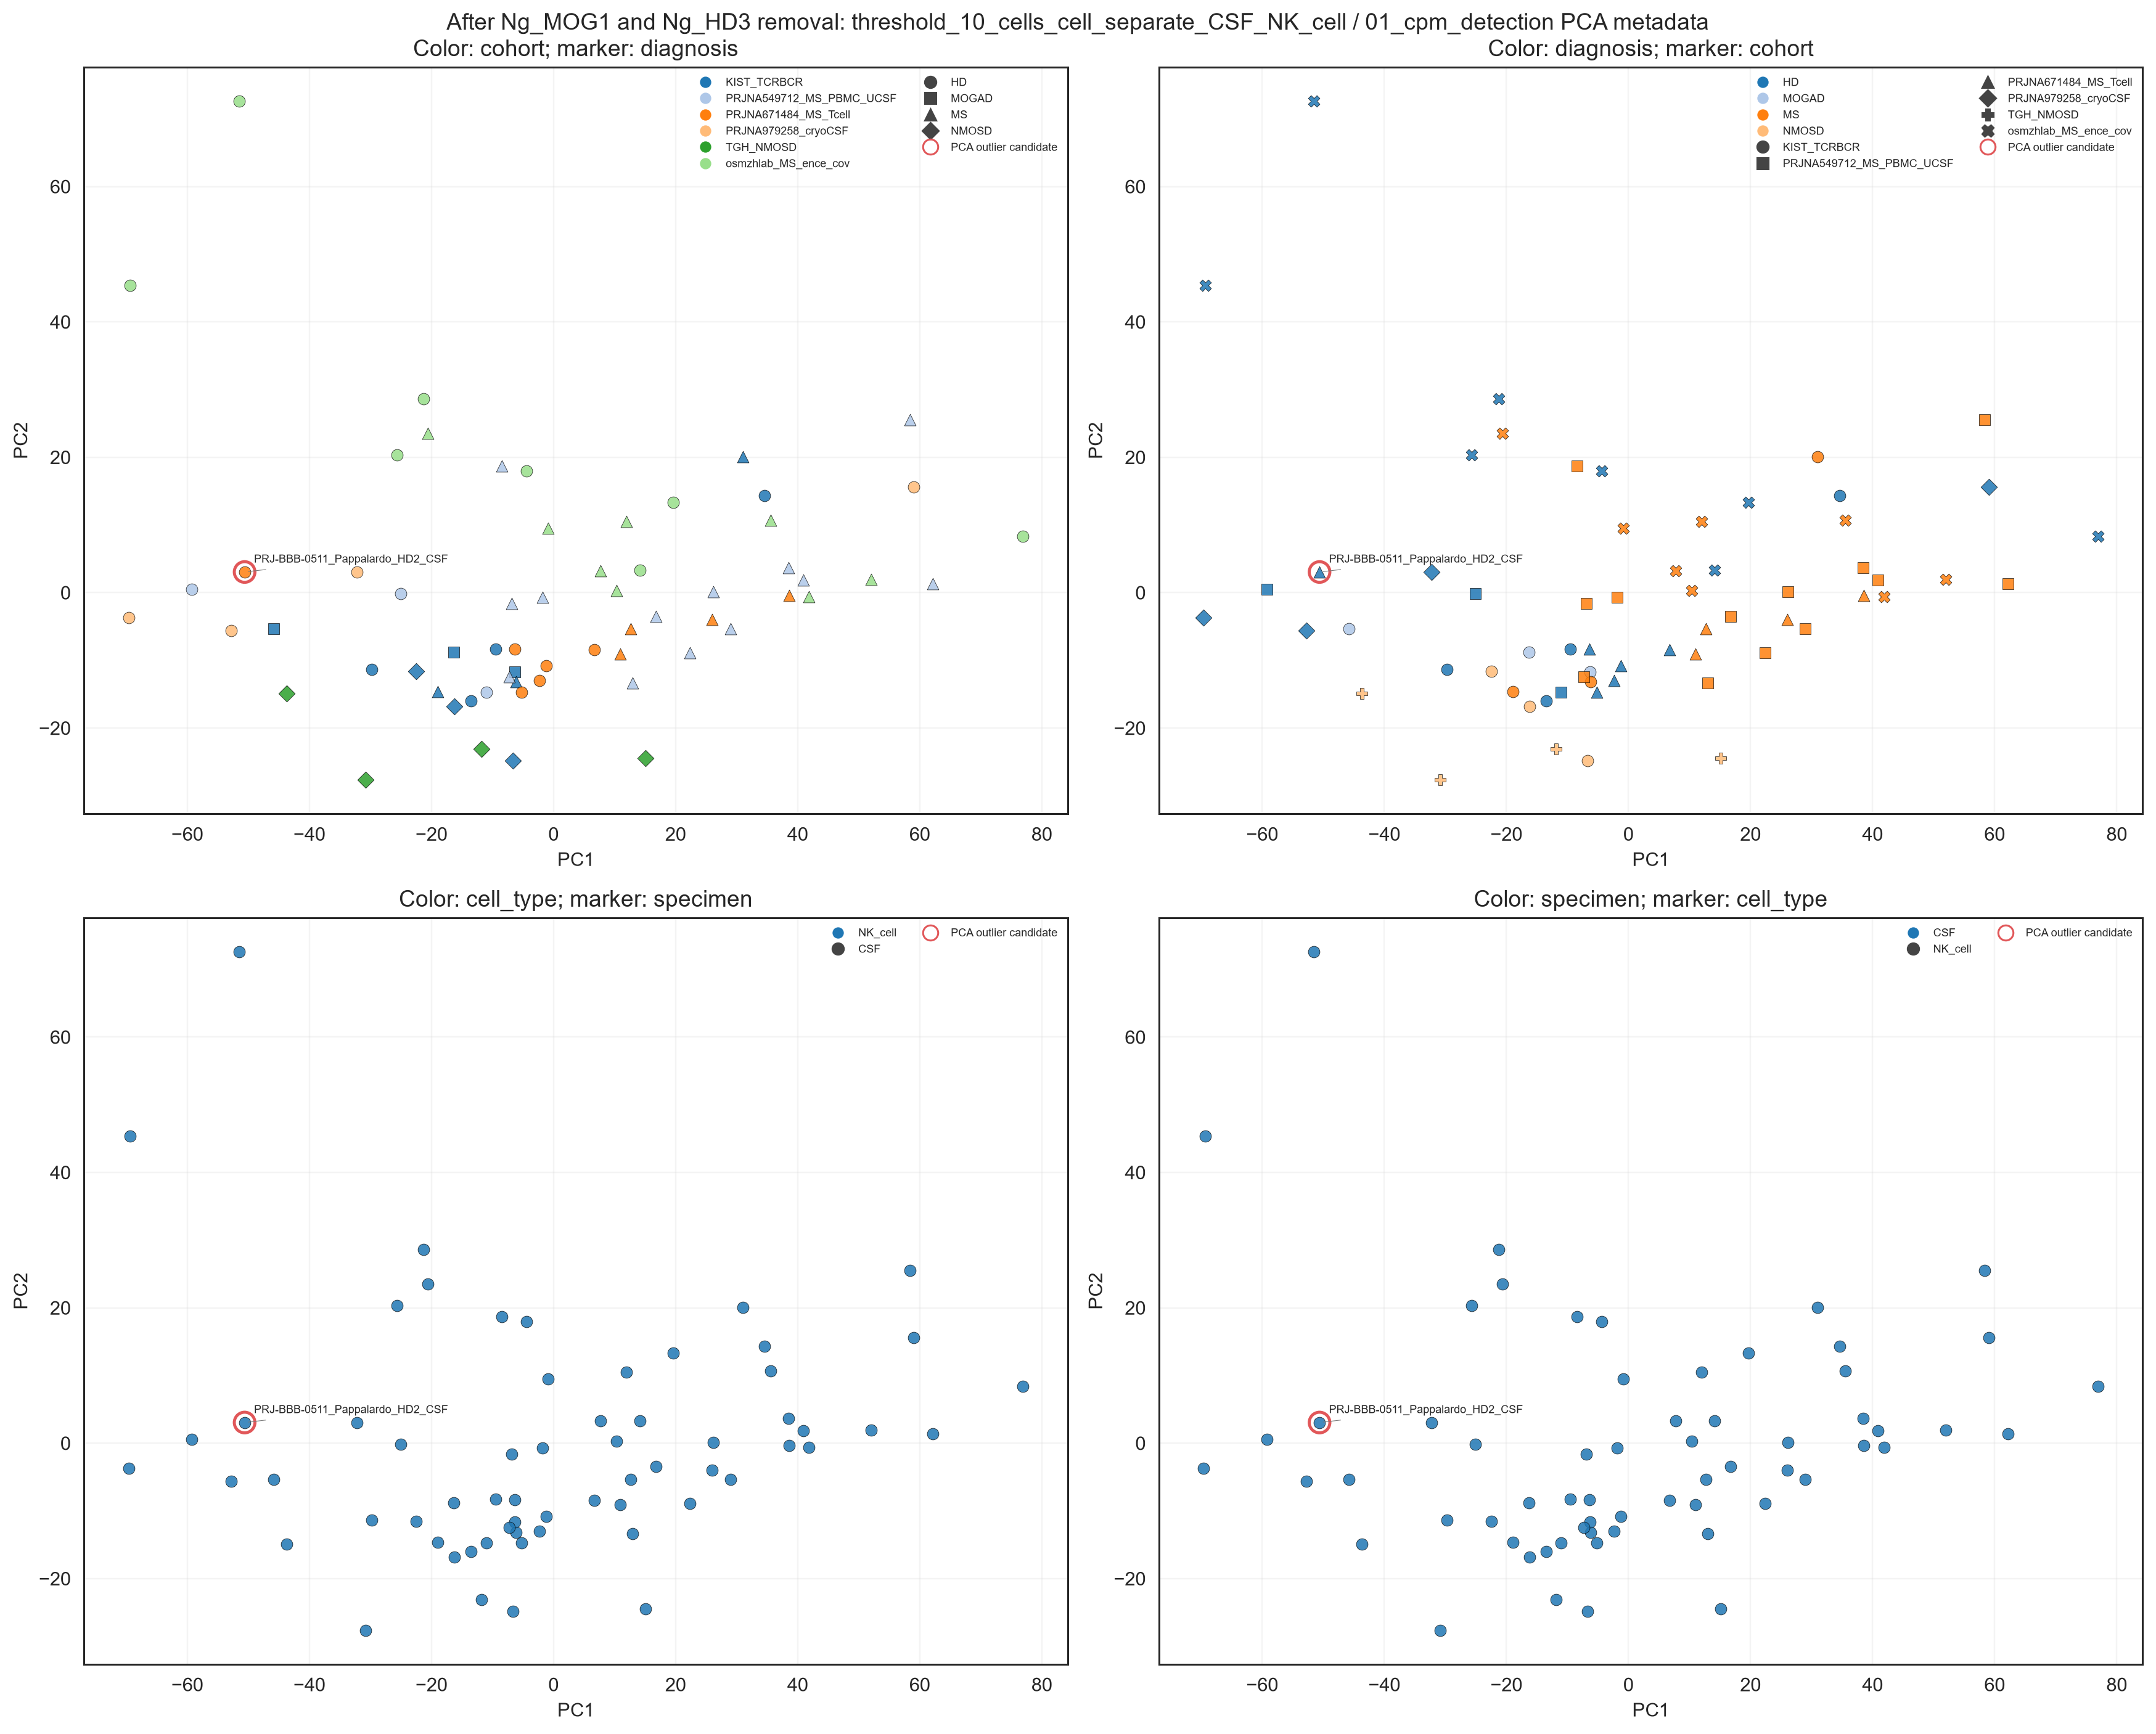 After Ng_MOG1 and Ng_HD3 removal: threshold_10_cells_cell_separate_CSF_NK_cell / 01_cpm_detection PCA metadata
Color: cohort; marker: diagnosis
KIST_TCRBCR
PRJNA549712_MS_PBMC_UCSF
PRJNA671484_MS_Tcell
PRJNA979258_cryoCSF
TGH_NMOSD
osmzhlab_MS_ence_cov
HD
MOGAD
MS
NMOSD
PCA outlier candidate
PRJ-BBB-0511_Pappalardo_HD2_CSF
PC2
60
40
20
0
−20
−60 −40 −20 0 20 40 60 80
PC1
Color: diagnosis; marker: cohort
HD
MOGAD
MS
NMOSD
KIST_TCRBCR
PRJNA549712_MS_PBMC_UCSF
PRJNA671484_MS_Tcell
PRJNA979258_cryoCSF
TGH_NMOSD
osmzhlab_MS_ence_cov
PCA outlier candidate
PRJ-BBB-0511_Pappalardo_HD2_CSF
PC2
60
40
20
0
−20
−60 −40 −20 0 20 40 60 80
PC1
Color: cell_type; marker: specimen
NK_cell
CSF
PCA outlier candidate
PRJ-BBB-0511_Pappalardo_HD2_CSF
PC2
60
40
20
0
−20
−60 −40 −20 0 20 40 60 80
PC1
Color: specimen; marker: cell_type
CSF
NK_cell
PCA outlier candidate
PRJ-BBB-0511_Pappalardo_HD2_CSF
PC2
60
40
20
0
−20
−60 −40 −20 0 20 40 60 80
PC1